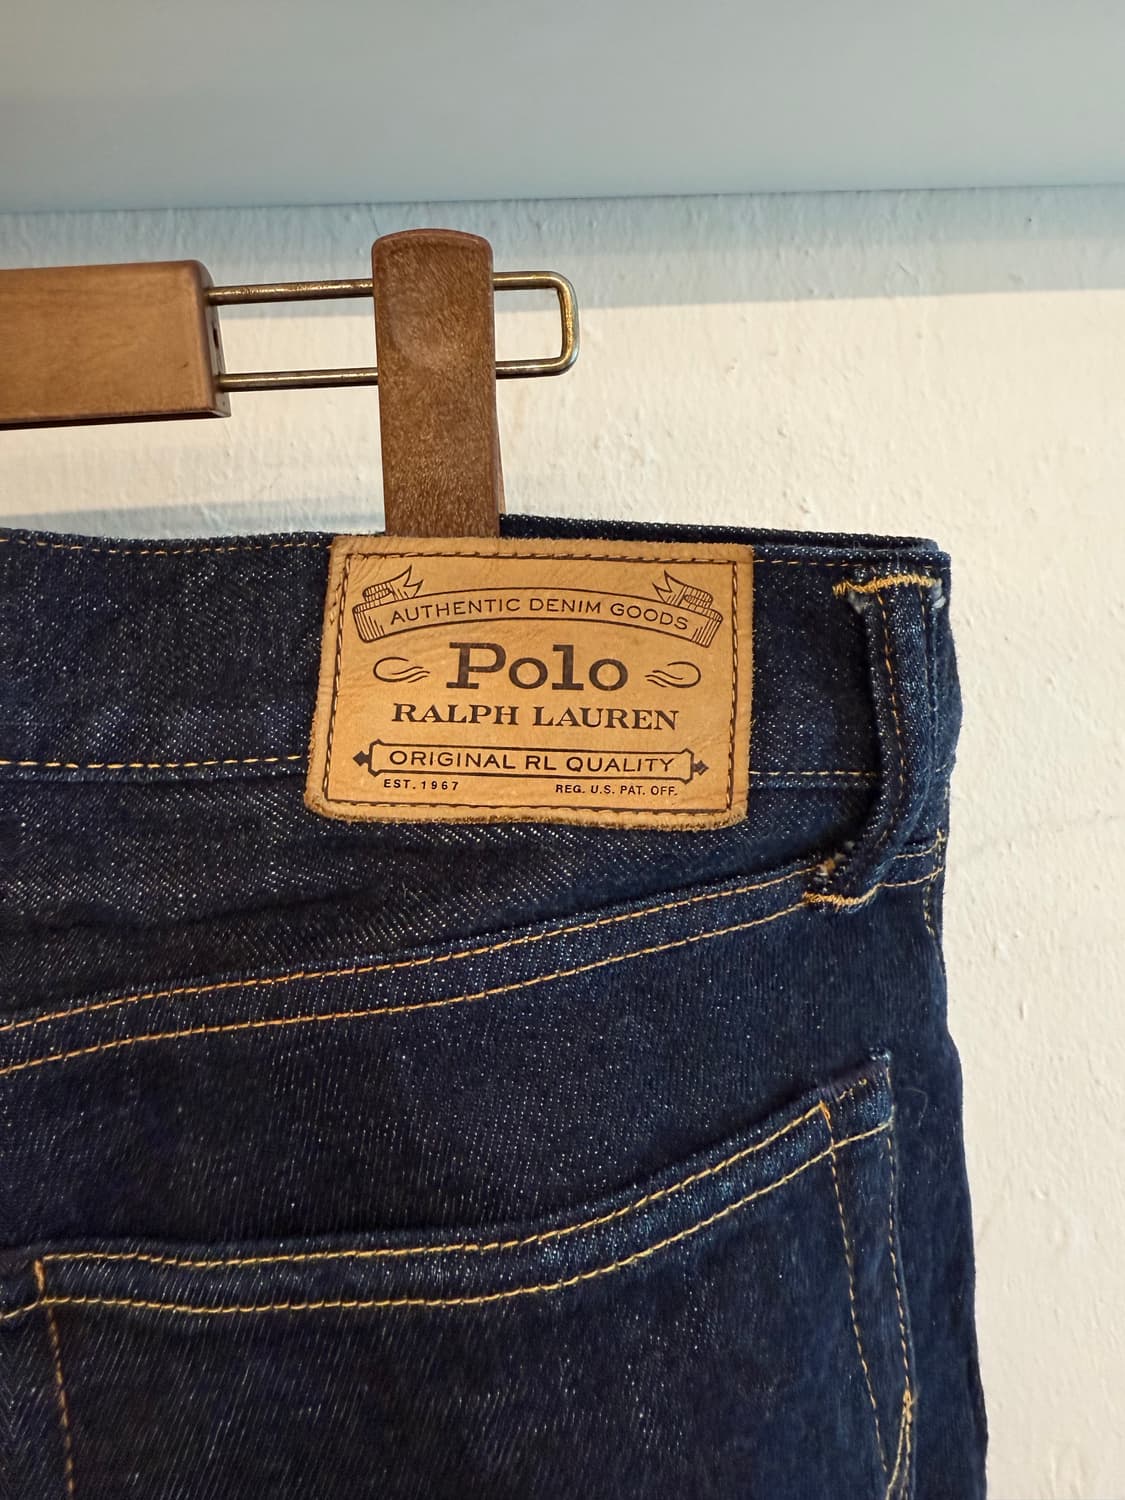 AUTHENTIC DENIM GOODS
Polo
RALPH LAUREN
ORIGINAL RL QUALITY
EST. 1967 REG. U.S. PAT. OFF.